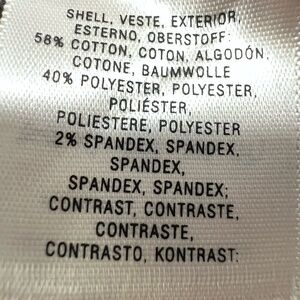 SHELL, VESTE, EXTERIOR,
ESTERNO, OBERSTOFF:
58% COTTON, COTON, ALGODÓN,
COTONE, BAUMWOLLE
40% POLYESTER, POLYESTER,
POLIÉSTER,
POLIESTERE, POLYESTER
2% SPANDEX, SPANDEX,
SPANDEX,
SPANDEX, SPANDEX;
CONTRAST, CONTRASTE,
CONTRASTE,
CONTRASTO, KONTRAST: